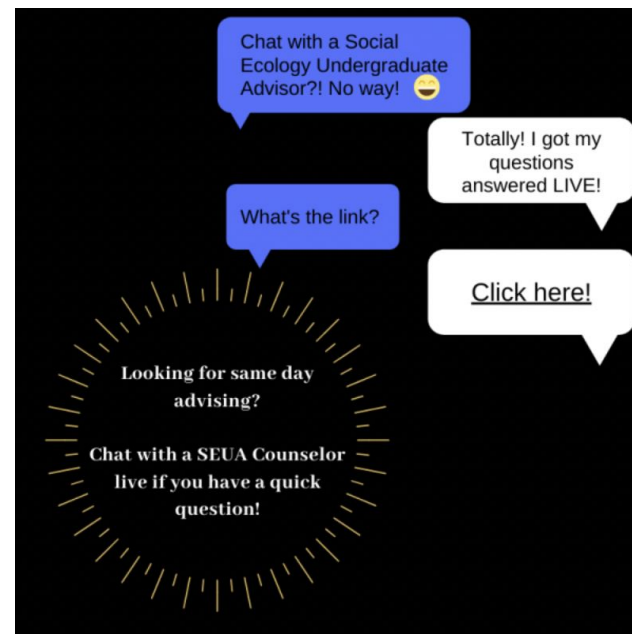 Chat with a Social
Ecology Undergraduate
Advisor?! No way! 😄
Totally! I got my
questions
answered LIVE!
What's the link?
Click here!
Looking for same day
advising?
Chat with a SEUA Counselor
live if you have a quick
question!